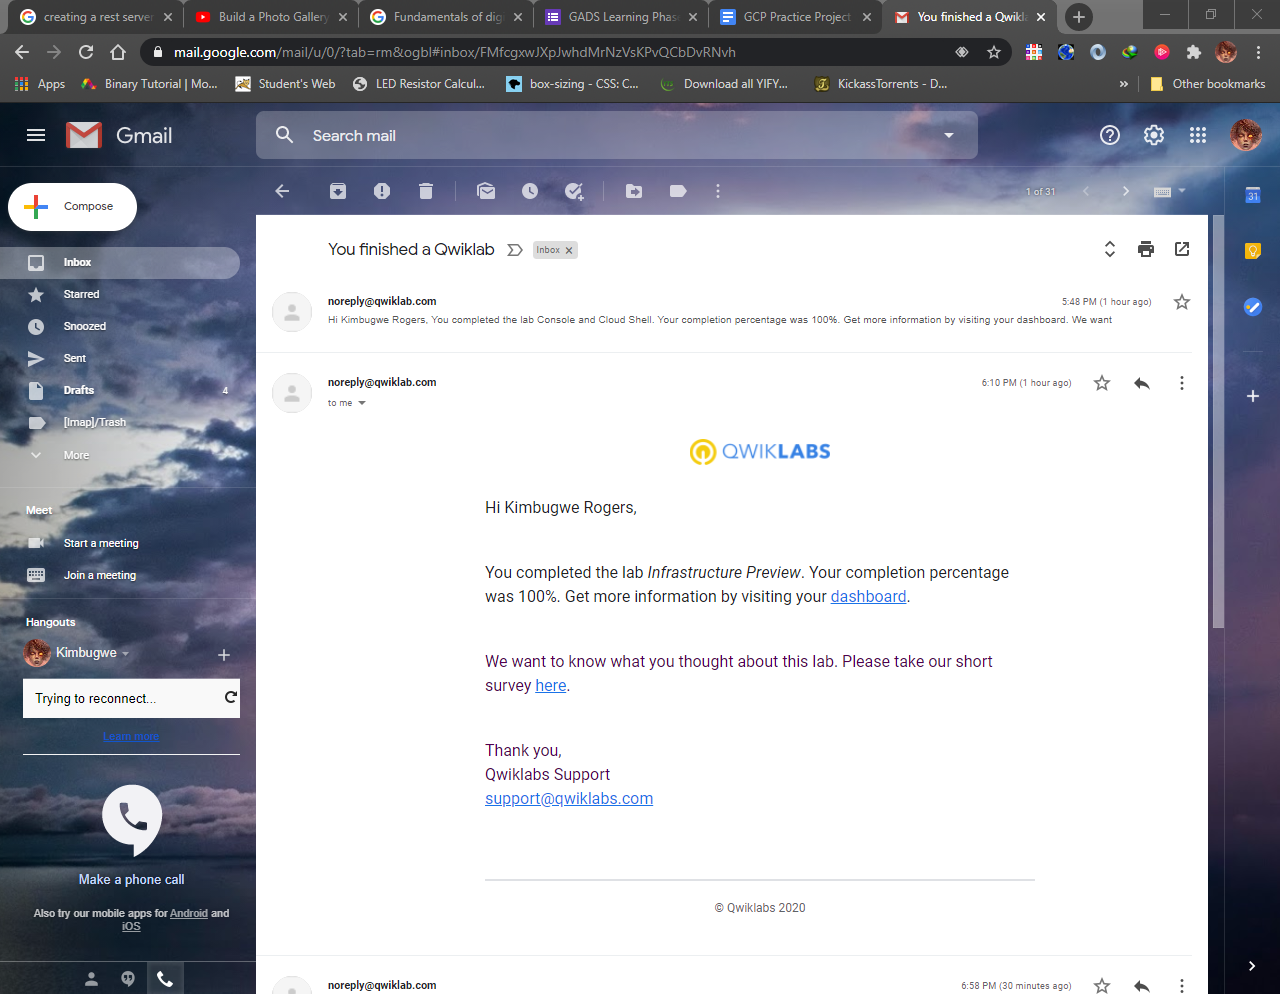 creating a rest server
Build a Photo Gallery
Fundamentals of dig
GADS Learning Phase
GCP Practice Project
You finished a Qwikla
mail.google.com/mail/u/0/?tab=rm&ogbl#inbox/FMfcgxwJXpJwhdMrNzVsKPvQCbDvRNvh
Apps
Binary Tutorial | Mo...
Student's Web
LED Resistor Calcul...
box-sizing - CSS: C...
Download all YIFY...
KickassTorrents - D...
»
Other bookmarks
Gmail
Search mail
Compose
1 of 31
31
Inbox
Starred
Snoozed
Sent
Drafts 4
[Imap]/Trash
More
Meet
Start a meeting
Join a meeting
Hangouts
Kimbugwe
Trying to reconnect...
Learn more
Make a phone call
Also try our mobile apps for Android and
iOS
You finished a Qwiklab
Inbox
noreply@qwiklab.com 5:48 PM (1 hour ago)
Hi Kimbugwe Rogers, You completed the lab Console and Cloud Shell. Your completion percentage was 100%. Get more information by visiting your dashboard. We want
noreply@qwiklab.com 6:10 PM (1 hour ago)
to me
QWIKLABS
Hi Kimbugwe Rogers,
You completed the lab Infrastructure Preview. Your completion percentage
was 100%. Get more information by visiting your dashboard.
We want to know what you thought about this lab. Please take our short
survey here.
Thank you,
Qwiklabs Support
support@qwiklabs.com
© Qwiklabs 2020
noreply@qwiklab.com 6:58 PM (30 minutes ago)